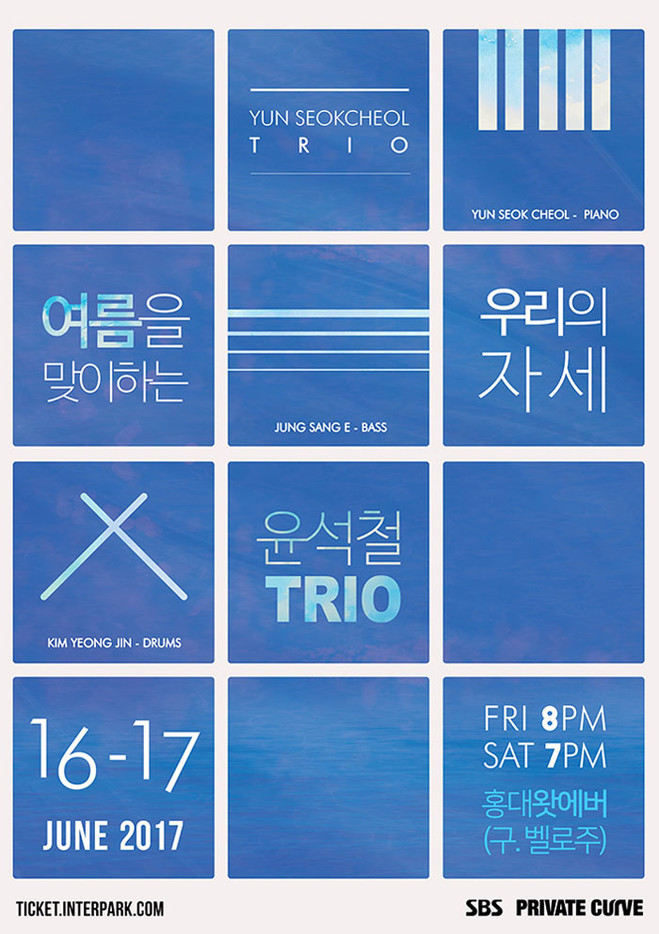 YUN SEOKCHEOL
TRIO
YUN SEOK CHEOL - PIANO
여름을
맞이하는
JUNG SANG E - BASS
우리의
자세
KIM YEONG JIN - DRUMS
윤석철
TRIO
16-17
JUNE 2017
FRI 8PM
SAT 7PM
홍대왓에버
(구. 벨로주)
TICKET.INTERPARK.COM
SBS PRIVATE CURVE